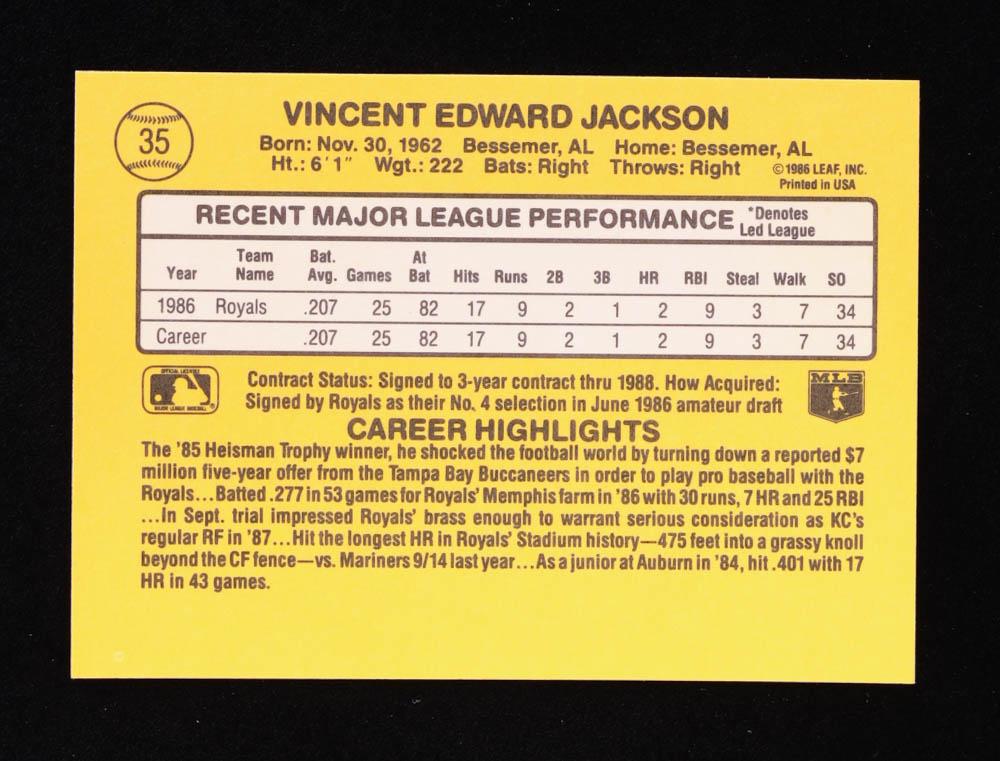 35
VINCENT EDWARD JACKSON
Born: Nov. 30, 1962 Bessemer, AL Home: Bessemer, AL
Ht.: 6'1" Wgt.: 222 Bats: Right Throws: Right
©1986 LEAF, INC.
Printed in USA
RECENT MAJOR LEAGUE PERFORMANCE *Denotes
Led League
Year Team Name Bat. Avg. Games At Bat Hits Runs 2B 3B HR RBI Steal Walk SO
1986 Royals .207 25 82 17 9 2 1 2 9 3 7 34
Career .207 25 82 17 9 2 1 2 9 3 7 34
OFFICIAL LICENSEE
MAJOR LEAGUE BASEBALL ®
MLB
Contract Status: Signed to 3-year contract thru 1988. How Acquired:
Signed by Royals as their No. 4 selection in June 1986 amateur draft
CAREER HIGHLIGHTS
The '85 Heisman Trophy winner, he shocked the football world by turning down a reported $7
million five-year offer from the Tampa Bay Buccaneers in order to play pro baseball with the
Royals...Batted .277 in 53 games for Royals' Memphis farm in '86 with 30 runs, 7 HR and 25 RBI
...In Sept. trial impressed Royals' brass enough to warrant serious consideration as KC's
regular RF in '87...Hit the longest HR in Royals' Stadium history—475 feet into a grassy knoll
beyond the CF fence—vs. Mariners 9/14 last year...As a junior at Auburn in '84, hit .401 with 17
HR in 43 games.